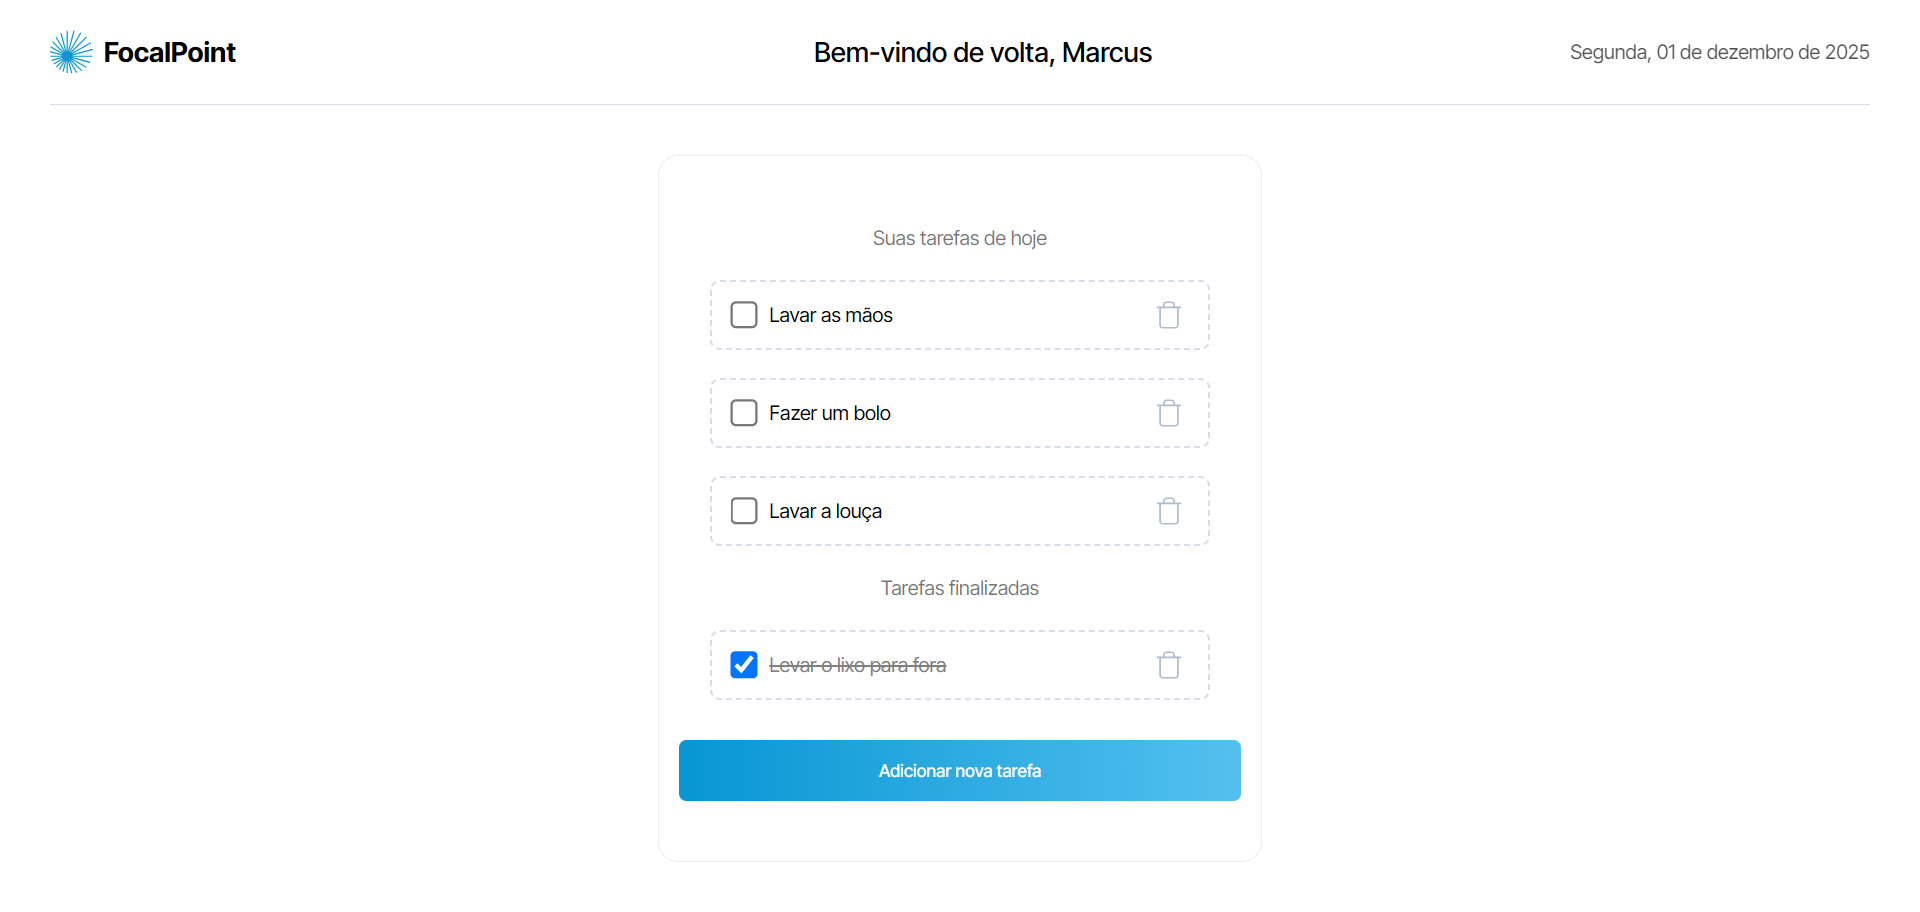 FocalPoint
Bem-vindo de volta, Marcus
Segunda, 01 de dezembro de 2025
Suas tarefas de hoje
Lavar as mãos
Fazer um bolo
Lavar a louça
Tarefas finalizadas
Levar o lixo para fora
Adicionar nova tarefa